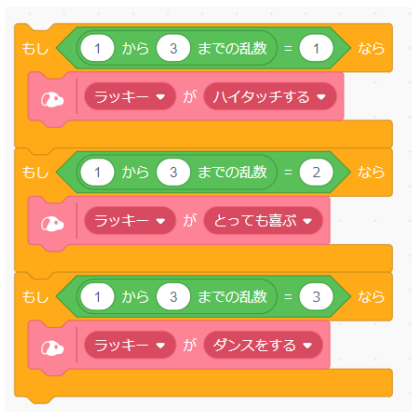 もし 1 から 3 までの乱数 = 1 なら
ラッキー が ハイタッチする
もし 1 から 3 までの乱数 = 2 なら
ラッキー が とっても喜ぶ
もし 1 から 3 までの乱数 = 3 なら
ラッキー が ダンスをする